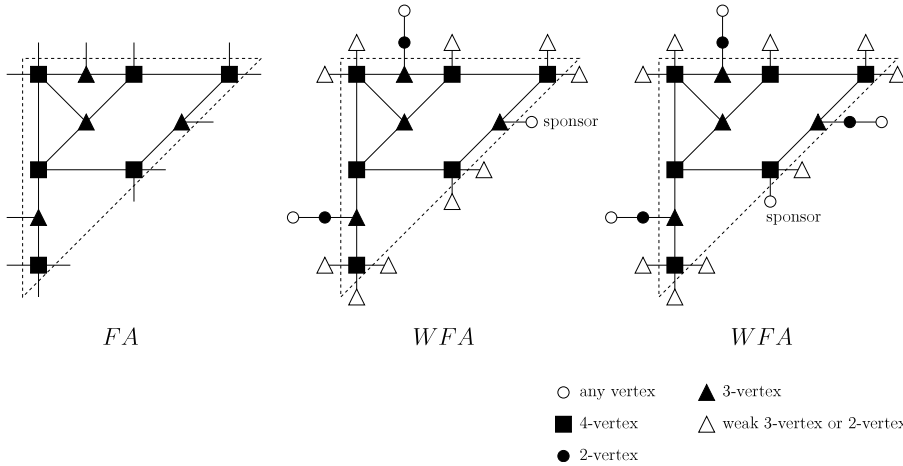 sponsor
sponsor
FA
WFA
WFA
any vertex
3-vertex
4-vertex
weak 3-vertex or 2-vertex
2-vertex